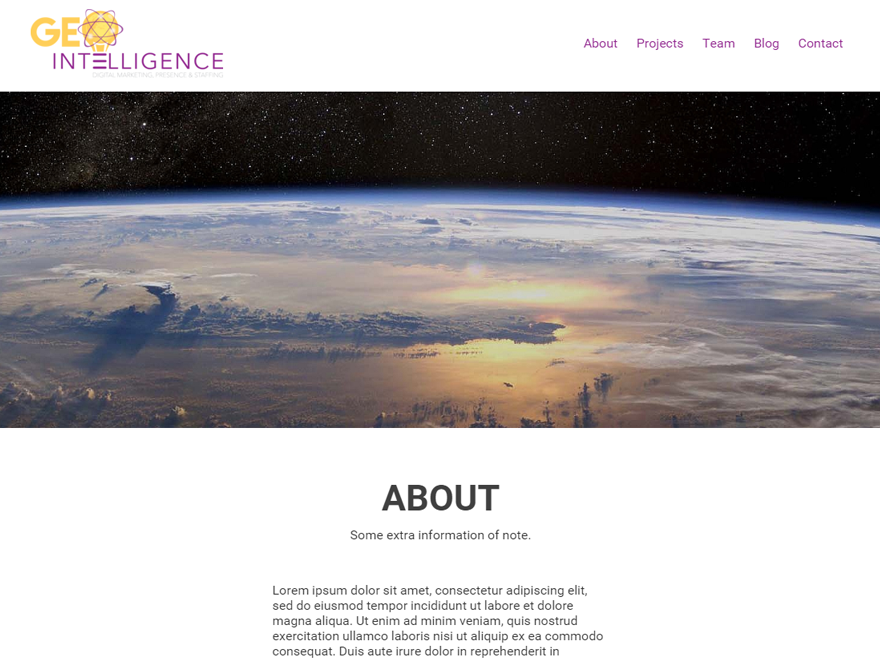 GEO
INTELLIGENCE
DIGITAL MARKETING, PRESENCE & STAFFING
About Projects Team Blog Contact
ABOUT
Some extra information of note.
Lorem ipsum dolor sit amet, consectetur adipiscing elit,
sed do eiusmod tempor incididunt ut labore et dolore
magna aliqua. Ut enim ad minim veniam, quis nostrud
exercitation ullamco laboris nisi ut aliquip ex ea commodo
consequat. Duis aute irure dolor in reprehenderit in